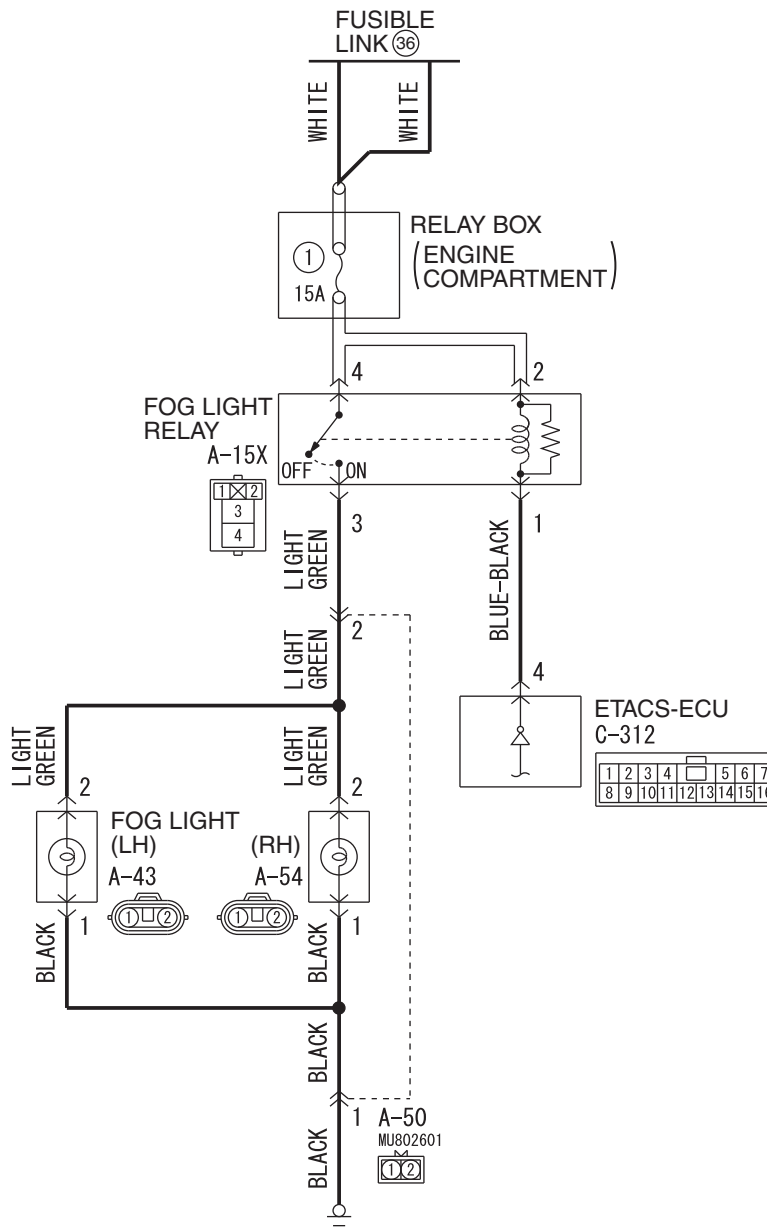 FUSIBLE
LINK 36
WHITE
WHITE
RELAY BOX
(ENGINE
COMPARTMENT)
1
15A
4
2
FOG LIGHT
RELAY
A-15X
OFF
ON
1 2
3
4
3
1
LIGHT
GREEN
BLUE-BLACK
2
LIGHT
GREEN
4
ETACS-ECU
C-312
1 2 3 4 5 6 7
8 9 10 11 12 13 14 15 16
LIGHT
GREEN
LIGHT
GREEN
2
2
FOG LIGHT
(LH)
(RH)
A-43
A-54
1 2
1 2
1
1
BLACK
BLACK
BLACK
1
A-50
MU802601
1 2
BLACK